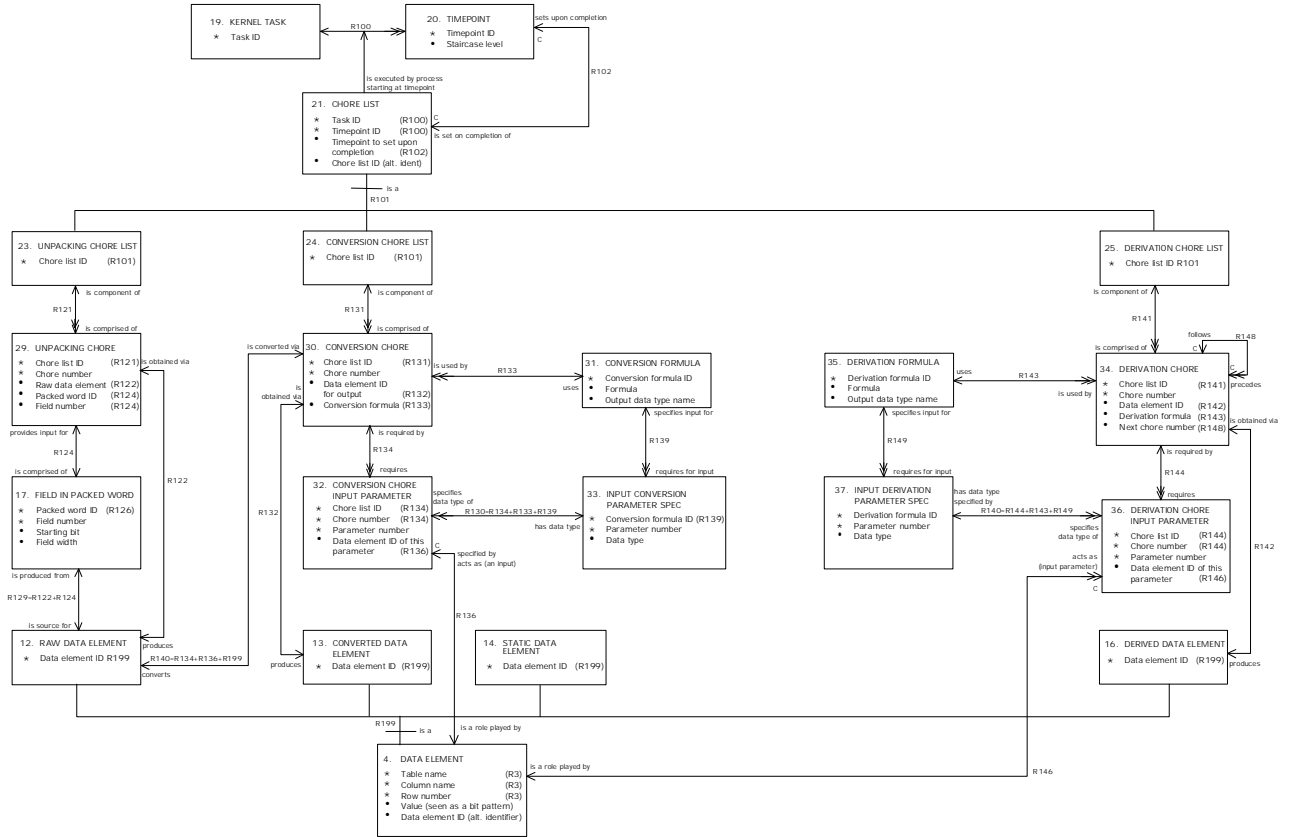 19. KERNEL TASK
* Task ID
R100
20. TIMEPOINT
* Timepoint ID
• Staircase level
sets upon completion
C
R102
is executed by process
starting at timepoint
21. CHORE LIST
* Task ID (R100)
* Timepoint ID (R100)
• Timepoint to set upon
completion (R102)
• Chore list ID (alt. ident)
C
is set on completion of
is a
R101
23. UNPACKING CHORE LIST
* Chore list ID (R101)
24. CONVERSION CHORE LIST
* Chore list ID (R101)
25. DERIVATION CHORE LIST
* Chore list ID R101
is component of
R121
is comprised of
is component of
R131
is comprised of
is component of
R141
is comprised of
follows
C
R148
C
precedes
29. UNPACKING CHORE
* Chore list ID (R121)
* Chore number
• Raw data element (R122)
• Packed word ID (R124)
• Field number (R124)
is obtained via
is converted via
30. CONVERSION CHORE
* Chore list ID (R131)
* Chore number
• Data element ID
for output (R132)
• Conversion formula (R133)
is
obtained via
is used by
R133
uses
31. CONVERSION FORMULA
* Conversion formula ID
• Formula
• Output data type name
35. DERIVATION FORMULA
* Derivation formula ID
• Formula
• Output data type name
uses
R143
is used by
34. DERIVATION CHORE
* Chore list ID (R141)
* Chore number
• Data element ID (R142)
• Derivation formula (R143)
• Next chore number (R148)
is obtained via
provides input for
R124
is comprised of
R122
is required by
R134
requires
specifies input for
R139
requires for input
specifies input for
R149
requires for input
is required by
R144
requires
17. FIELD IN PACKED WORD
* Packed word ID (R126)
* Field number
• Starting bit
• Field width
R132
32. CONVERSION CHORE
INPUT PARAMETER
* Chore list ID (R134)
* Chore number (R134)
* Parameter number
• Data element ID of this
parameter (R136)
specifies
data type of
R130=R134+R133+R139
has data type
C
specified by
acts as (an input)
33. INPUT CONVERSION
PARAMETER SPEC
* Conversion formula ID (R139)
* Parameter number
• Data type
37. INPUT DERIVATION
PARAMETER SPEC
* Derivation formula ID
* Parameter number
• Data type
has data type
specified by
R140=R144+R143+R149
specifies
data type of
acts as
(input parameter)
C
36. DERIVATION CHORE
INPUT PARAMETER
* Chore list ID (R144)
* Chore number (R144)
* Parameter number
• Data element ID of this
parameter (R146)
R142
is produced from
R129=R122+R124
is source for
R136
12. RAW DATA ELEMENT
* Data element ID R199
produces
R140=R134+R136+R199
converts
produces
13. CONVERTED DATA
ELEMENT
* Data element ID (R199)
14. STATIC DATA
ELEMENT
* Data element ID (R199)
16. DERIVED DATA ELEMENT
* Data element ID (R199)
produces
R199
is a
is a role played by
4. DATA ELEMENT
* Table name (R3)
* Column name (R3)
* Row number (R3)
• Value (seen as a bit pattern)
• Data element ID (alt. identifier)
is a role played by
R146